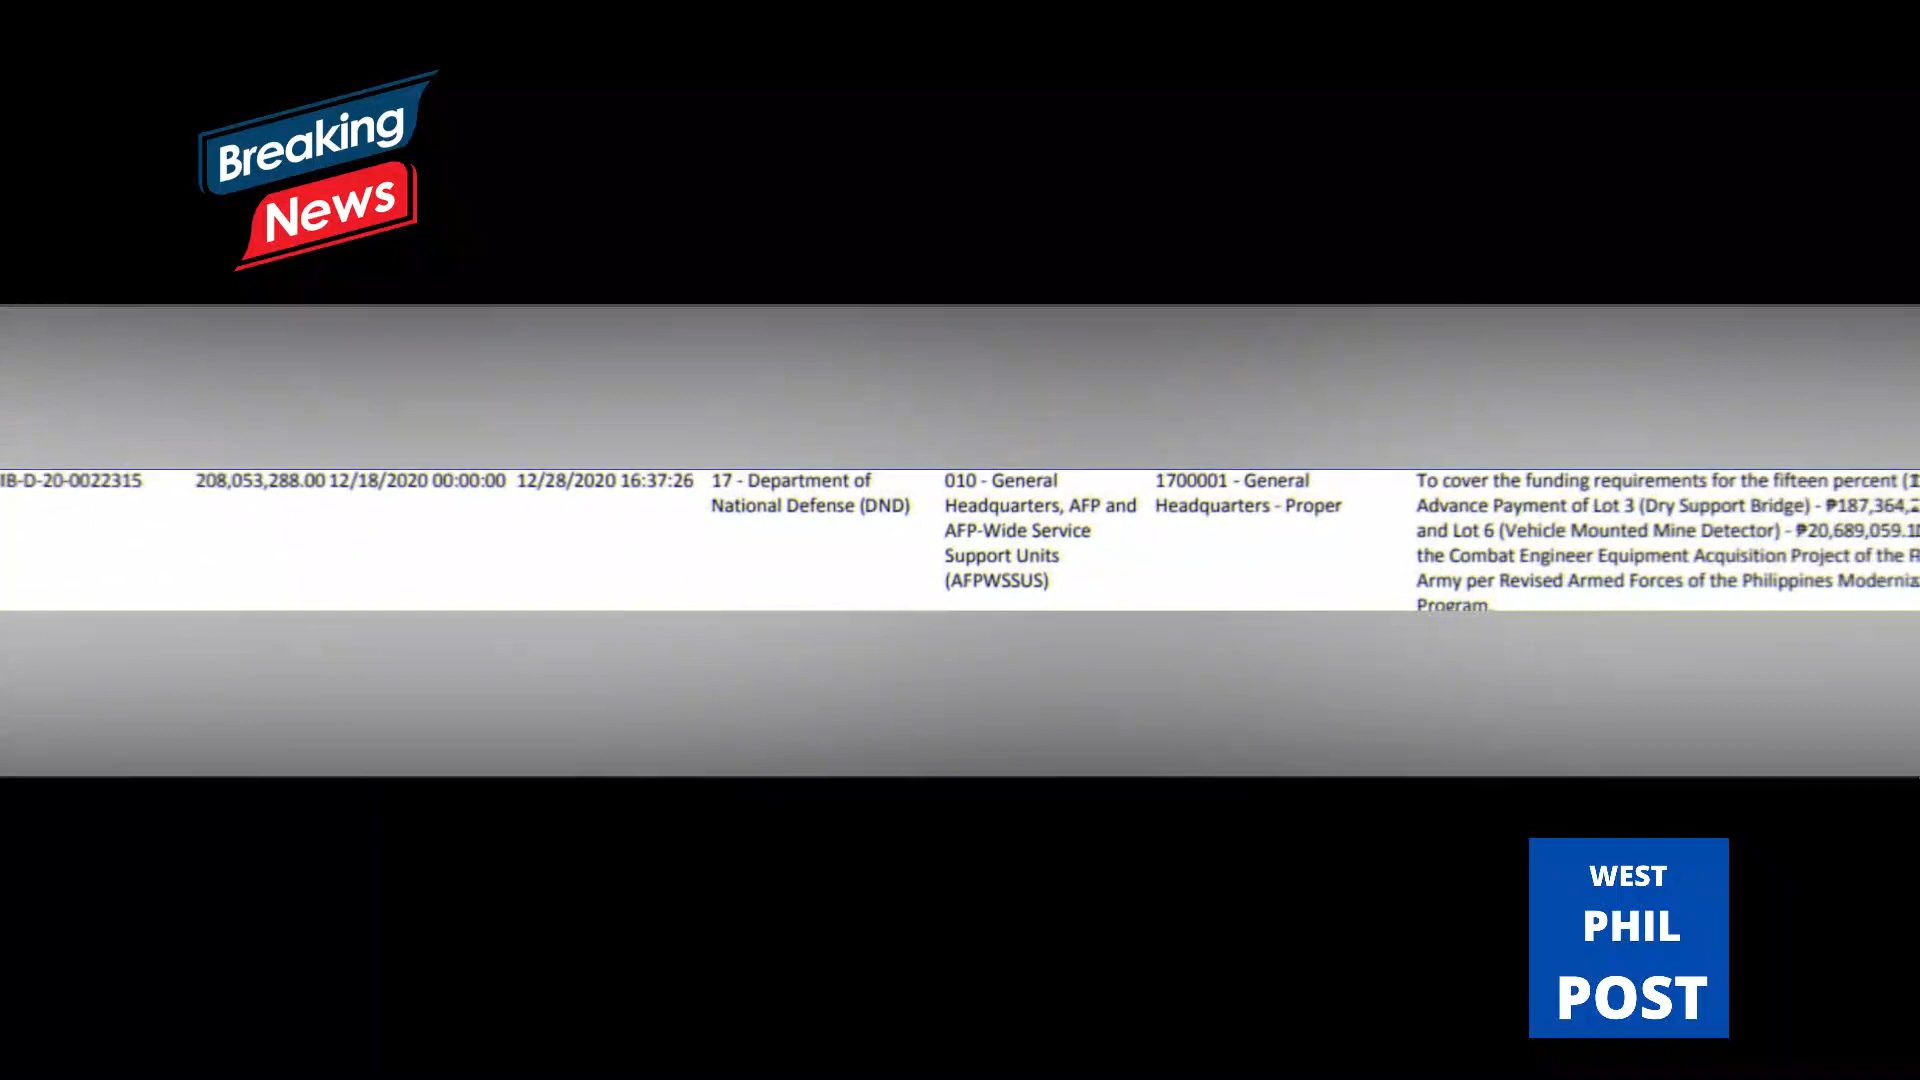 Breaking
News
IB-D-20-0022315 208,053,288.00 12/18/2020 00:00:00 12/28/2020 16:37:26 17 - Department of 010 - General 1700001 - General To cover the funding requirements for the fifteen percent (
National Defense (DND) Headquarters, AFP and Headquarters - Proper Advance Payment of Lot 3 (Dry Support Bridge) - ₱187,364,
AFP-Wide Service and Lot 6 (Vehicle Mounted Mine Detector) - ₱20,689,059.1
Support Units the Combat Engineer Equipment Acquisition Project of the
(AFPWSSUS) Army per Revised Armed Forces of the Philippines
Program.
WEST
PHIL
POST